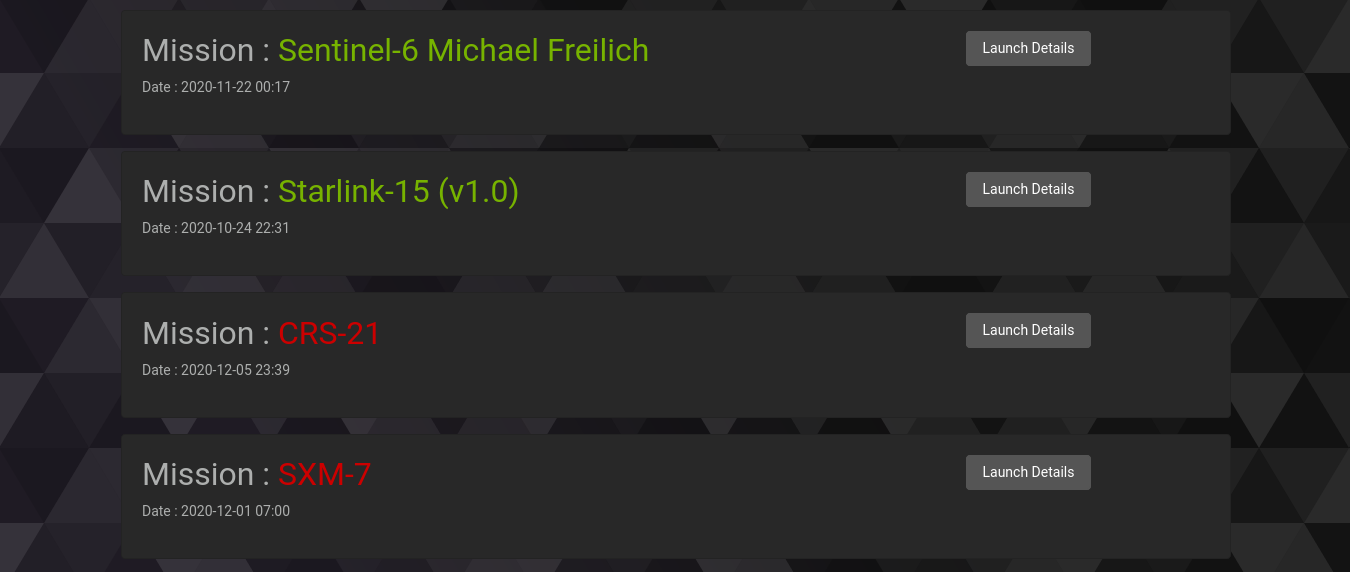 Mission : Sentinel-6 Michael Freilich
Launch Details
Date : 2020-11-22 00:17
Mission : Starlink-15 (v1.0)
Launch Details
Date : 2020-10-24 22:31
Mission : CRS-21
Launch Details
Date : 2020-12-05 23:39
Mission : SXM-7
Launch Details
Date : 2020-12-01 07:00